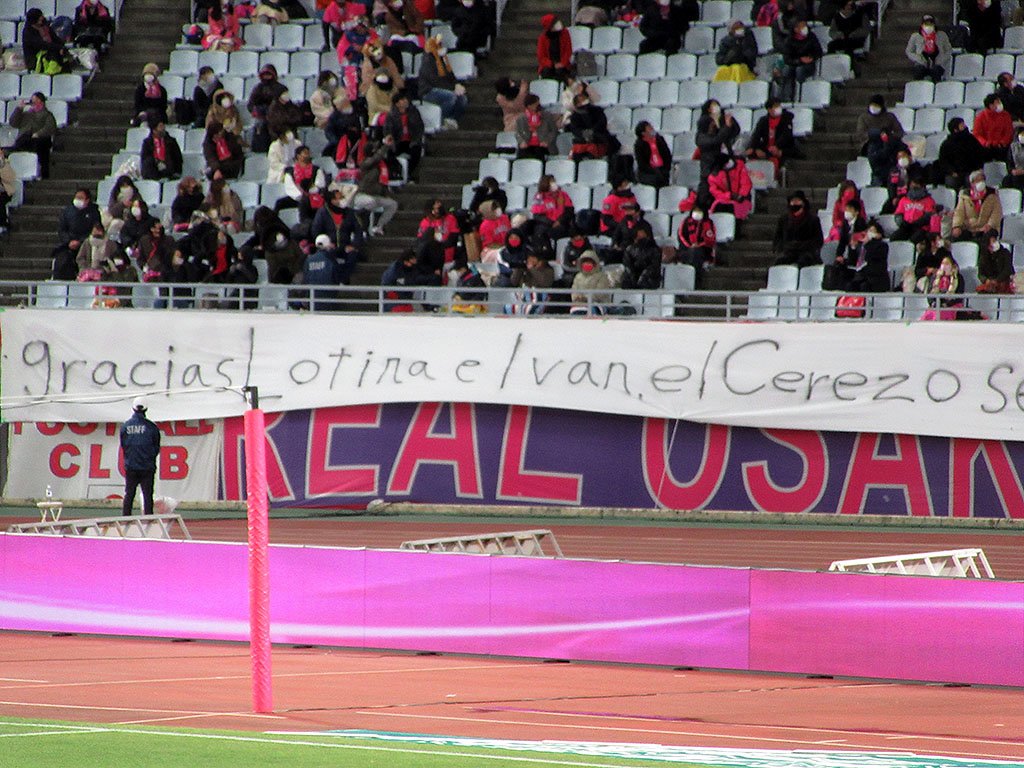 gracias Lotina e Ivan. el Cerezo se
STAFF
FOOTBALL
CLUB
REAL OSAK